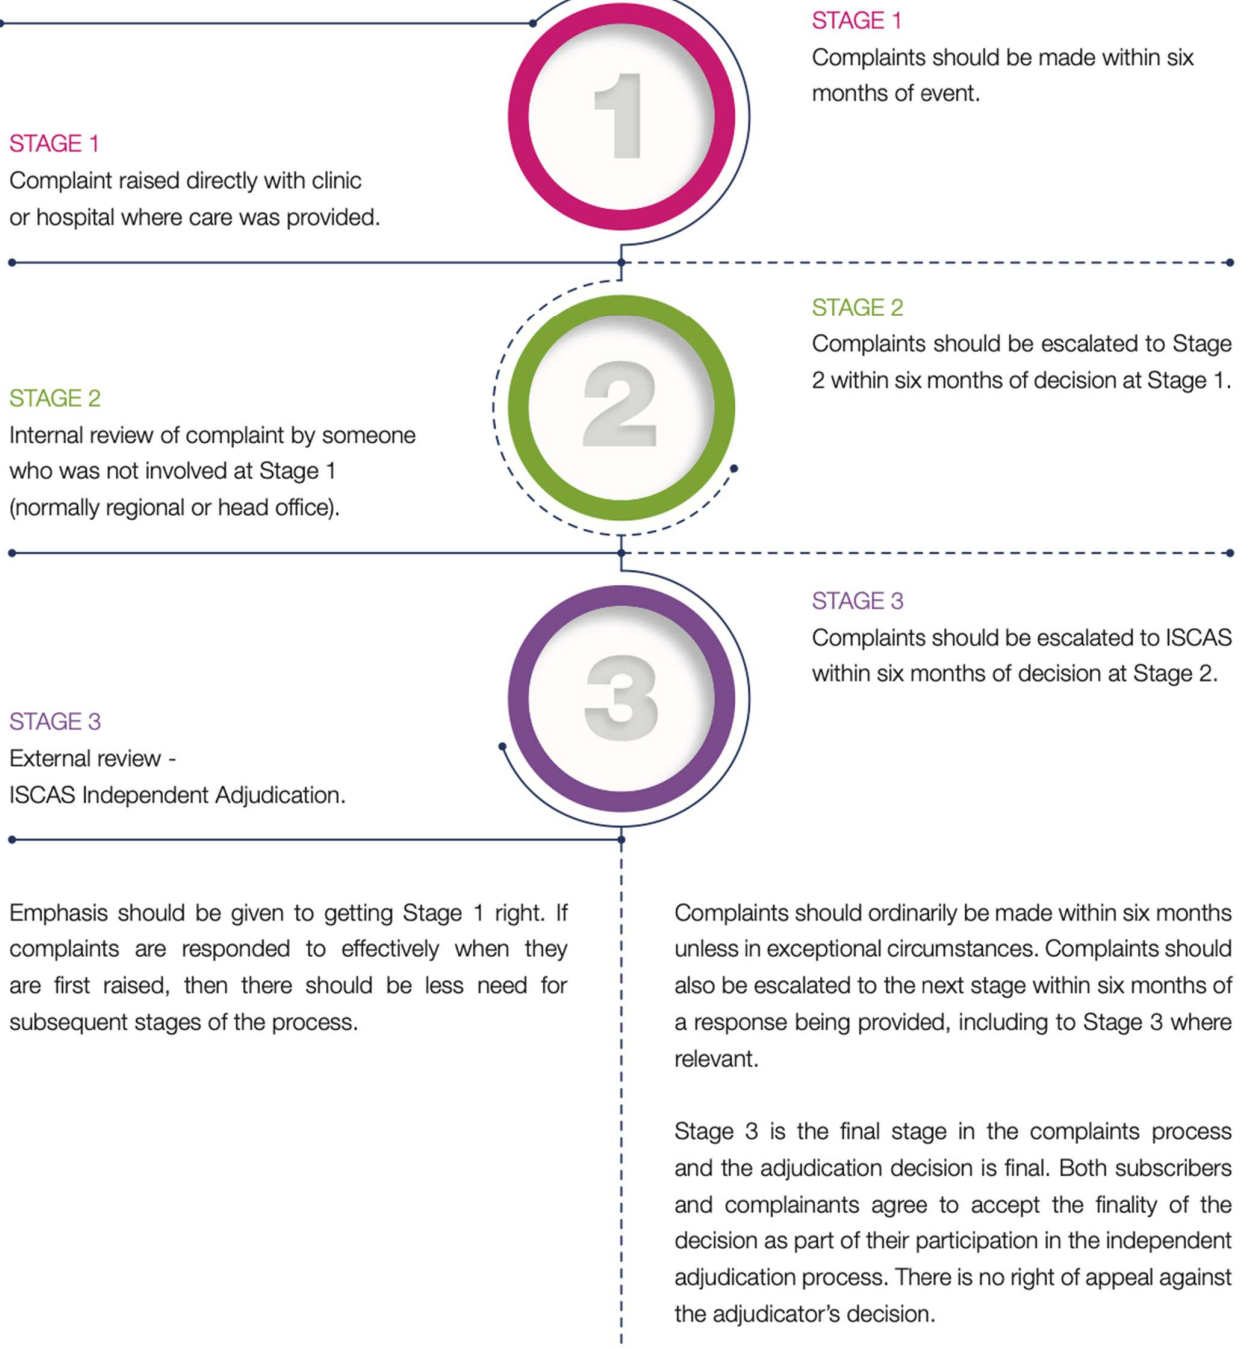 1
STAGE 1
Complaints should be made within six
months of event.
STAGE 1
Complaint raised directly with clinic
or hospital where care was provided.
2
STAGE 2
Complaints should be escalated to Stage
2 within six months of decision at Stage 1.
STAGE 2
Internal review of complaint by someone
who was not involved at Stage 1
(normally regional or head office).
3
STAGE 3
Complaints should be escalated to ISCAS
within six months of decision at Stage 2.
STAGE 3
External review -
ISCAS Independent Adjudication.
Emphasis should be given to getting Stage 1 right. If
complaints are responded to effectively when they
are first raised, then there should be less need for
subsequent stages of the process.
Complaints should ordinarily be made within six months
unless in exceptional circumstances. Complaints should
also be escalated to the next stage within six months of
a response being provided, including to Stage 3 where
relevant.
Stage 3 is the final stage in the complaints process
and the adjudication decision is final. Both subscribers
and complainants agree to accept the finality of the
decision as part of their participation in the independent
adjudication process. There is no right of appeal against
the adjudicator's decision.